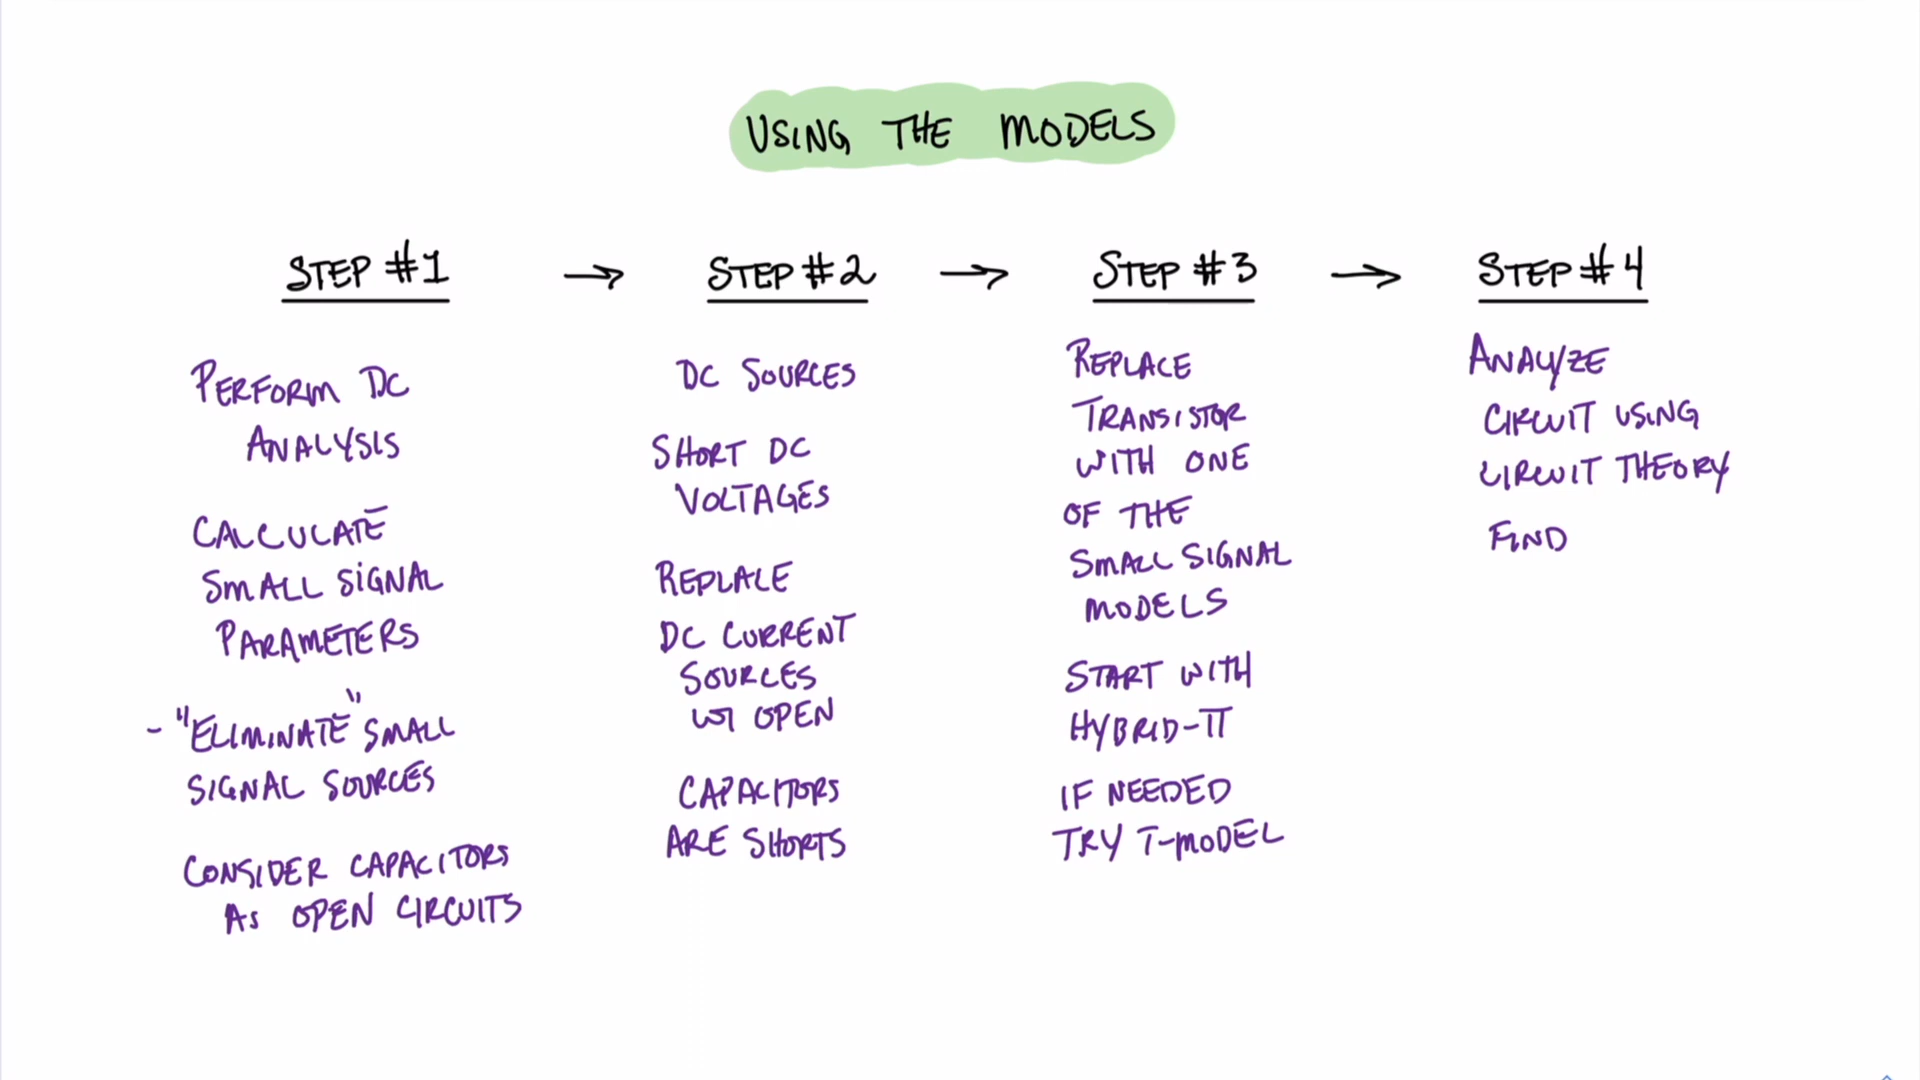 USING THE MODELS
STEP #1 → STEP #2 → STEP #3 → STEP #4
PERFORM DC
ANALYSIS
CALCULATE
SMALL SIGNAL
PARAMETERS
- "ELIMINATE" SMALL
SIGNAL SOURCES
CONSIDER CAPACITORS
AS OPEN CIRCUITS
DC SOURCES
SHORT DC
VOLTAGES
REPLACE
DC CURRENT
SOURCES
W/ OPEN
CAPACITORS
ARE SHORTS
REPLACE
TRANSISTOR
WITH ONE
OF THE
SMALL SIGNAL
MODELS
START WITH
HYBRID-π
IF NEEDED
TRY T-MODEL
ANALYZE
CIRCUIT USING
CIRCUIT THEORY
FIND